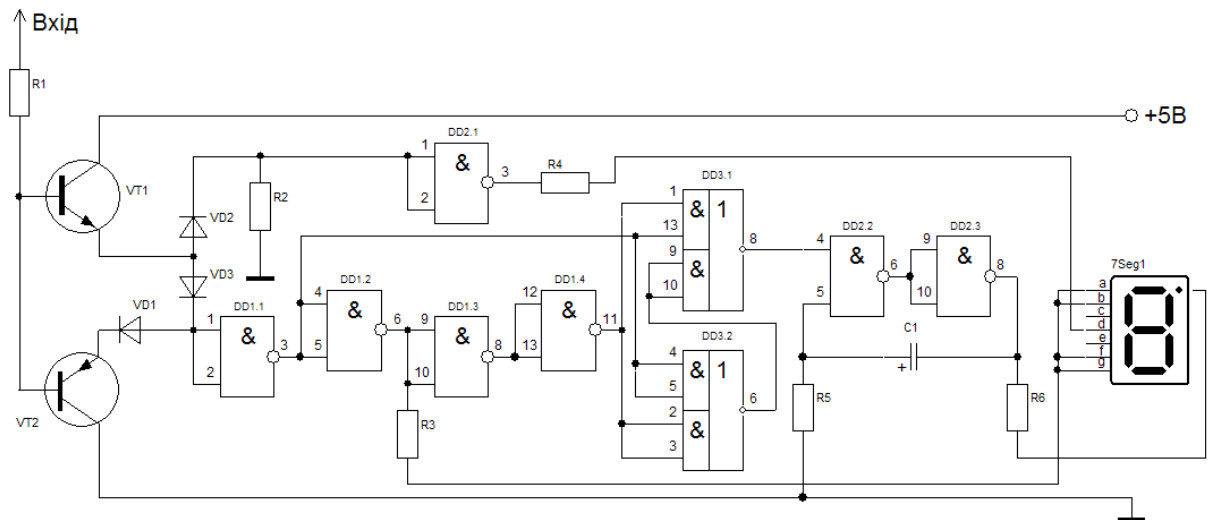 Вхід
R1
+5В
VT1
VD2
R2
VD3
VD1
VT2
DD2.1
1
&
2
3
R4
DD1.1
1
&
2
3
DD1.2
4
&
5
6
DD1.3
9
&
10
8
R3
DD1.4
12
&
13
11
DD3.1
1
& 1
13
9
&
10
8
DD3.2
4
& 1
5
2
&
3
6
DD2.2
4
&
5
6
DD2.3
9
&
10
8
C1
+
R5
R6
7Seg1
a
b
c
d
e
f
g